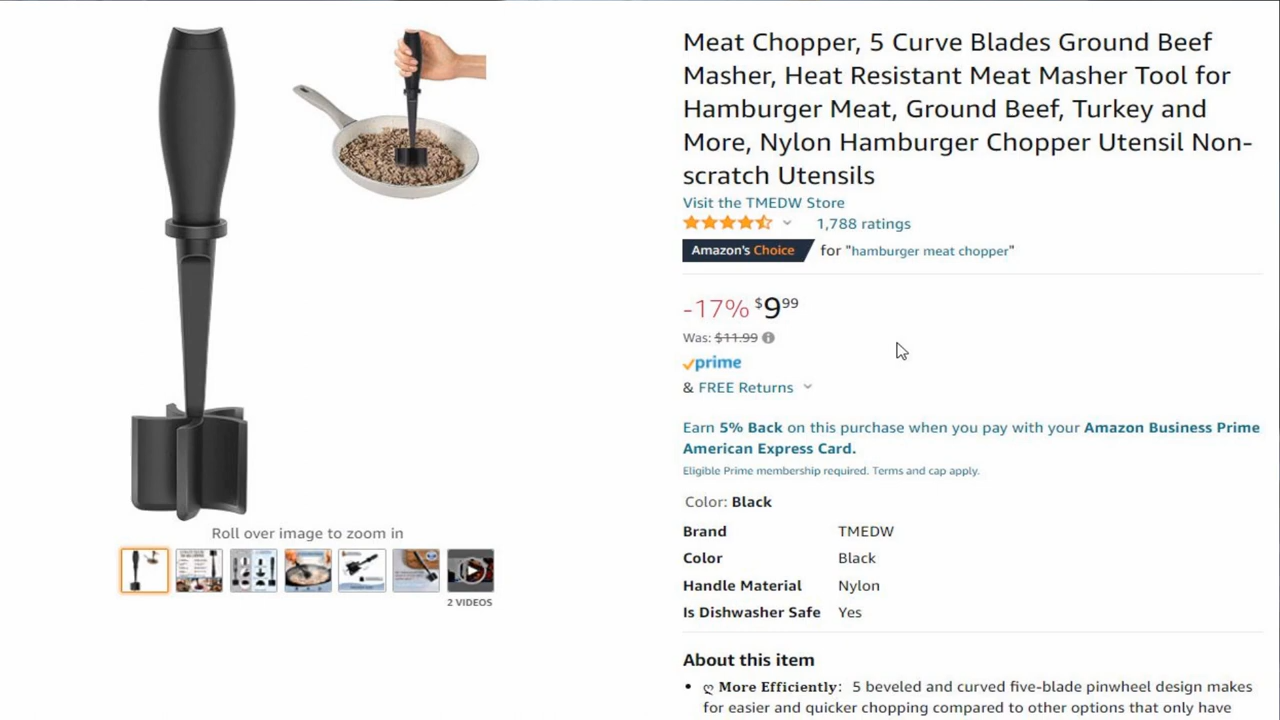 Meat Chopper, 5 Curve Blades Ground Beef
Masher, Heat Resistant Meat Masher Tool for
Hamburger Meat, Ground Beef, Turkey and
More, Nylon Hamburger Chopper Utensil Non-
scratch Utensils
Visit the TMEDW Store
1,788 ratings
Amazon's Choice for "hamburger meat chopper"
-17% $9 99
Was: $11.99
prime
& FREE Returns
Earn 5% Back on this purchase when you pay with your Amazon Business Prime
American Express Card.
Eligible Prime membership required. Terms and cap apply.
Color: Black
Brand TMEDW
Color Black
Handle Material Nylon
Is Dishwasher Safe Yes
About this item
• ღ More Efficiently: 5 beveled and curved five-blade pinwheel design makes
for easier and quicker chopping compared to other options that only have
Roll over image to zoom in
2 VIDEOS